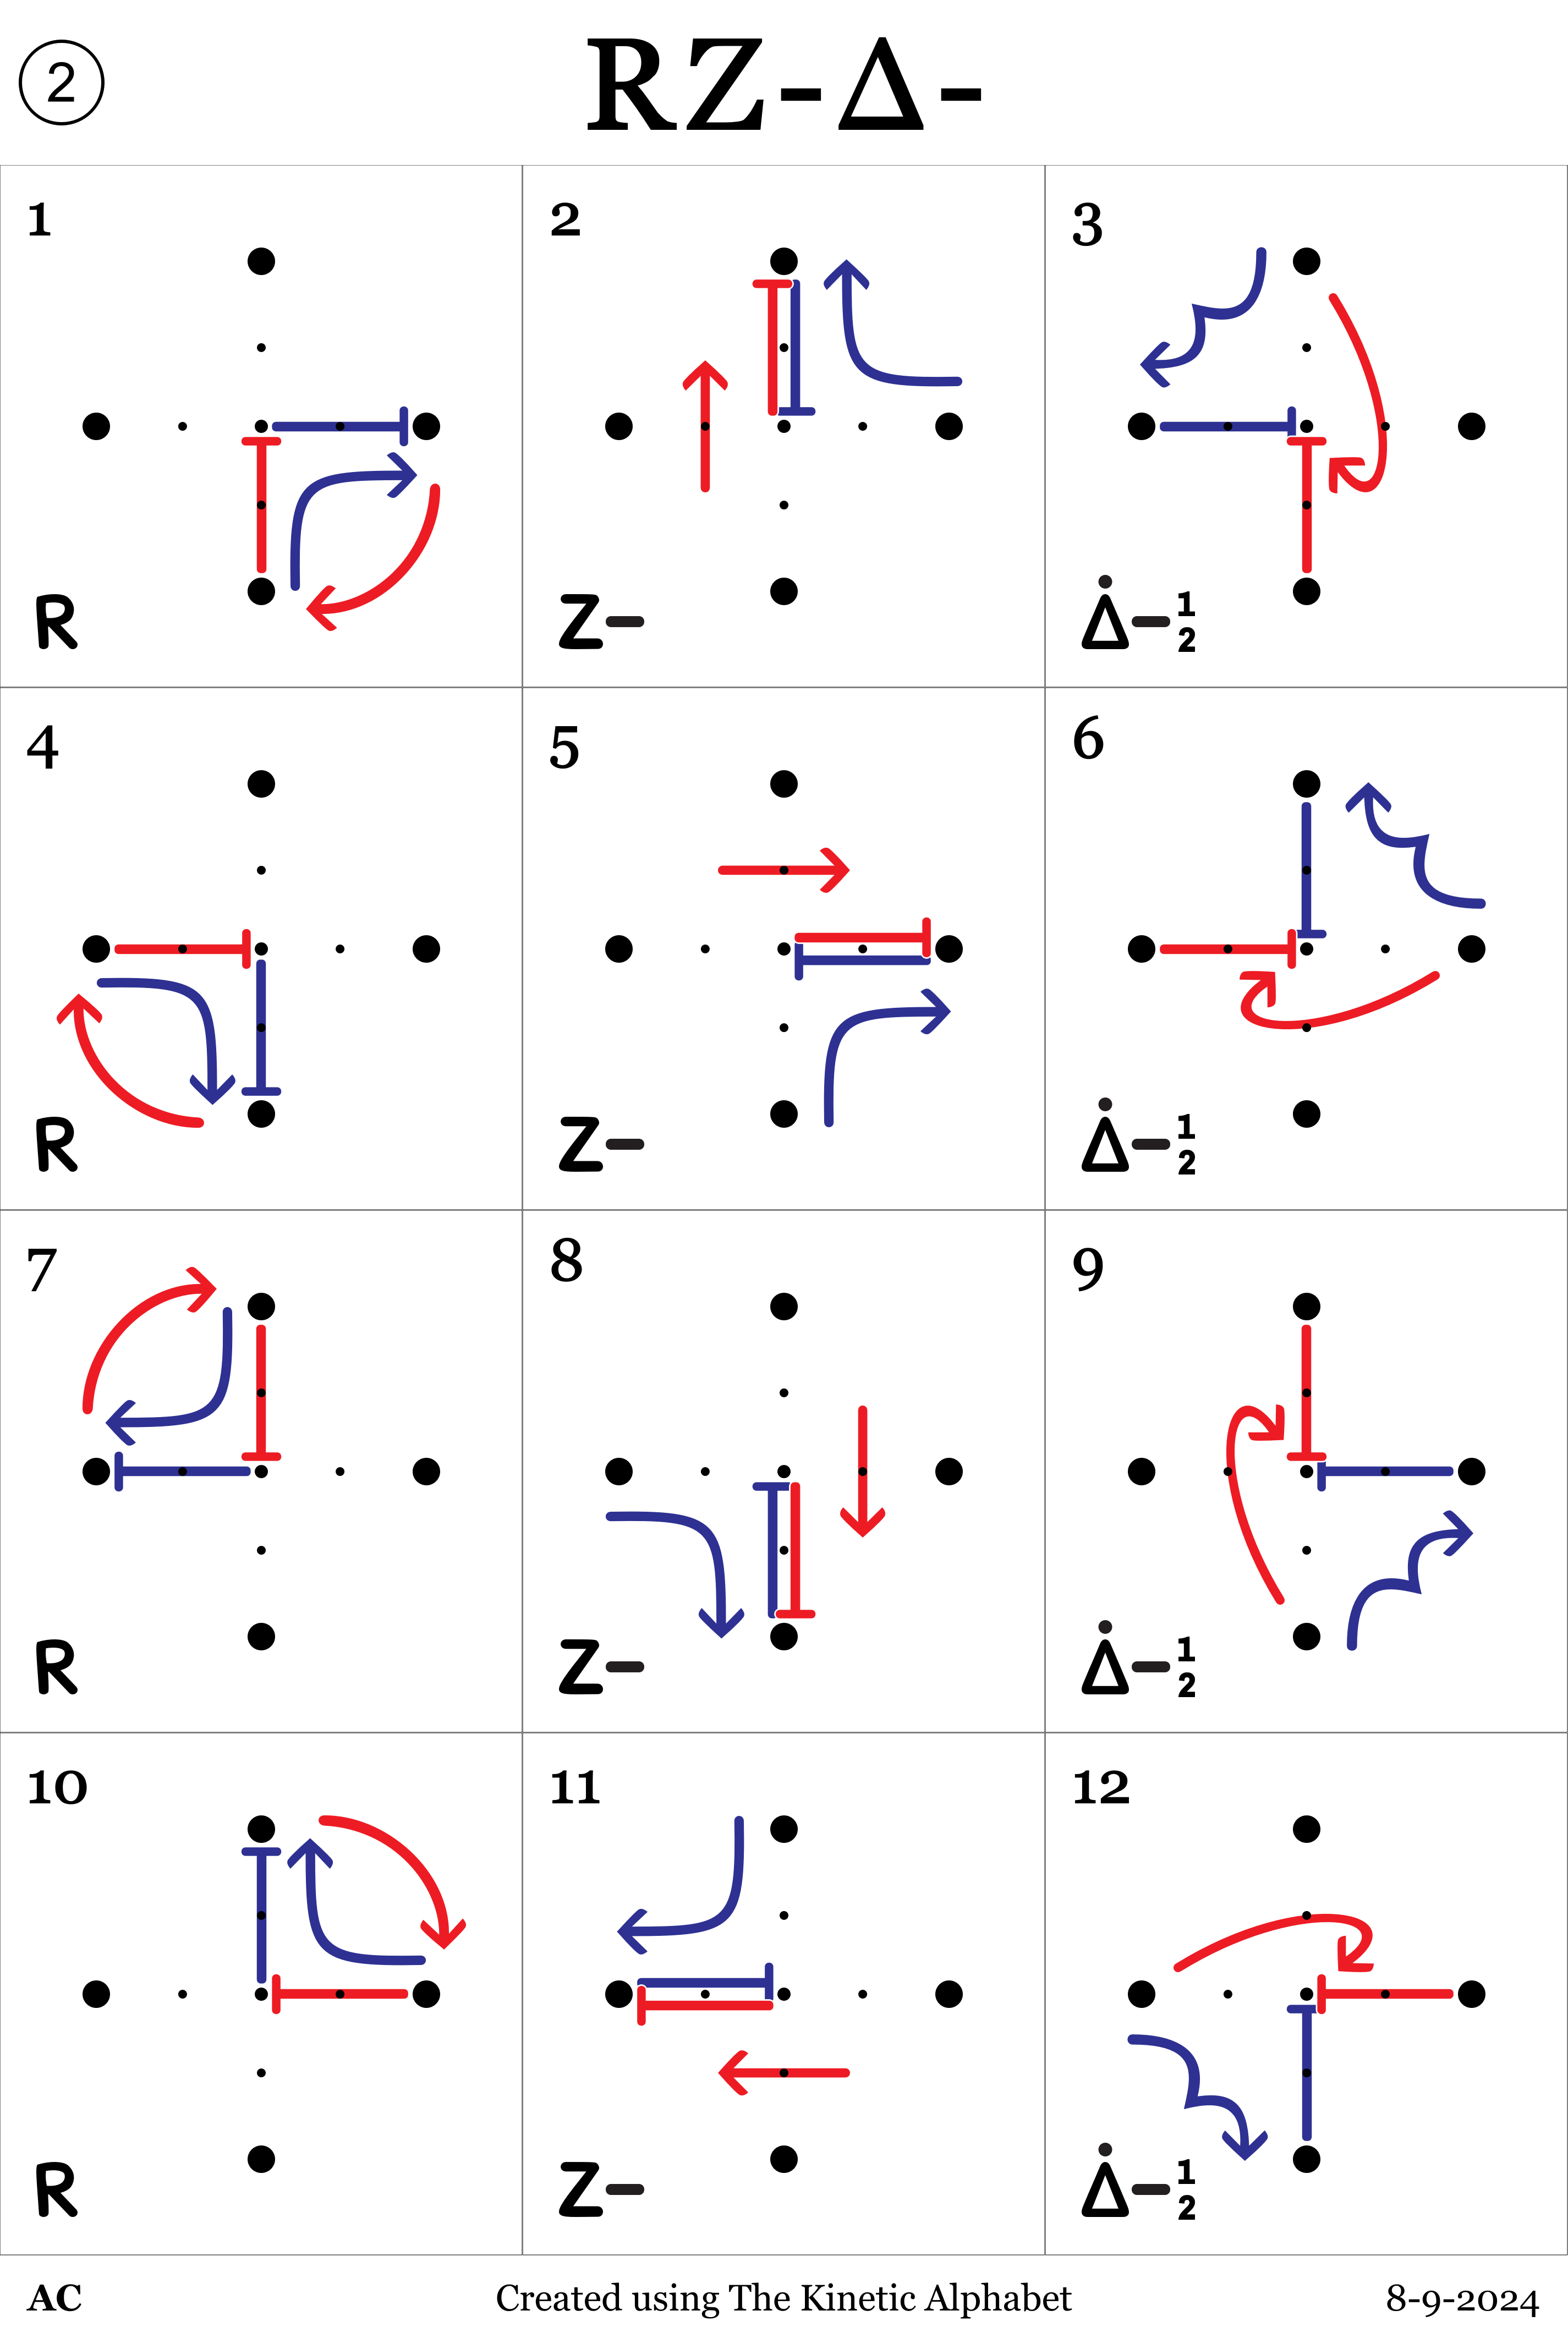 2
RZ-Δ-
1
2
3
R
Z-
Δ̇-½
4
5
6
R
Z-
Δ̇-½
7
8
9
R
Z-
Δ̇-½
10
11
12
R
Z-
Δ̇-½
AC
Created using The Kinetic Alphabet
8-9-2024